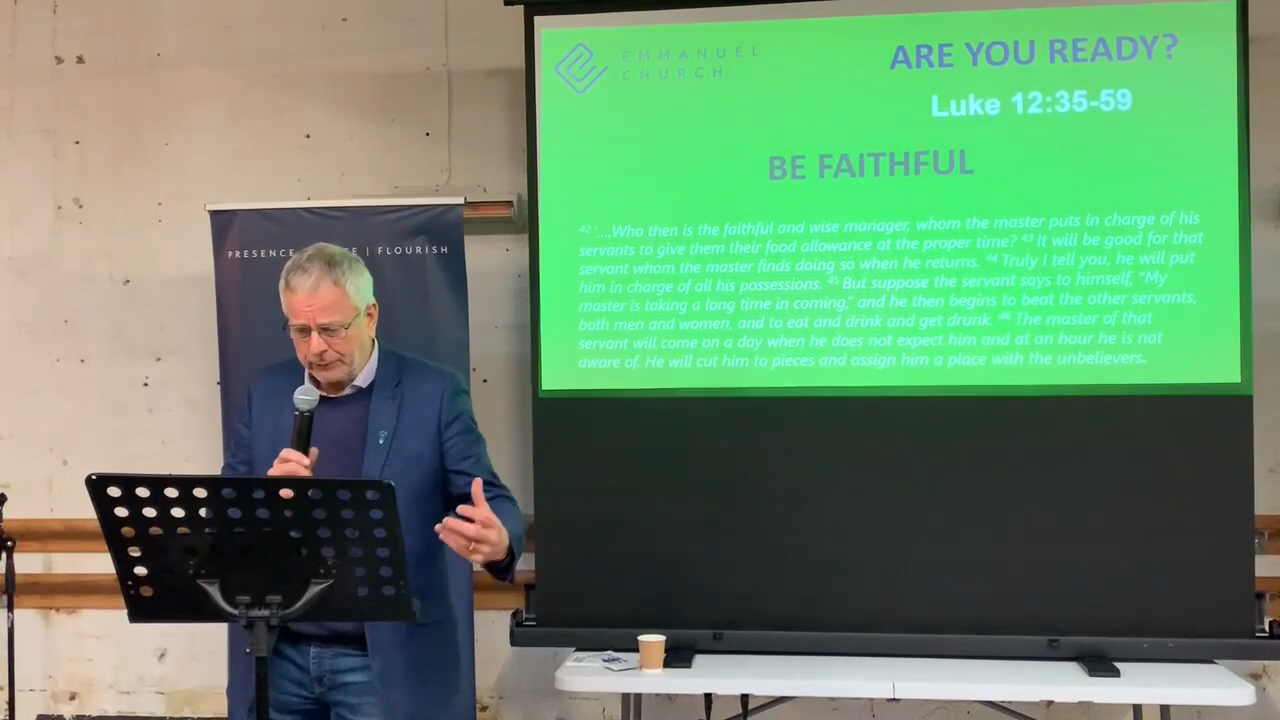 EMMANUEL
CHURCH
ARE YOU READY?
Luke 12:35-59
BE FAITHFUL
42 '....Who then is the faithful and wise manager, whom the master puts in charge of his
servants to give them their food allowance at the proper time? 43 It will be good for that
servant whom the master finds doing so when he returns. 44 Truly I tell you, he will put
him in charge of all his possessions. 45 But suppose the servant says to himself, "My
master is taking a long time in coming," and he then begins to beat the other servants,
both men and women, and to eat and drink and get drunk. 46 The master of that
servant will come on a day when he does not expect him and at an hour he is not
aware of. He will cut him to pieces and assign him a place with the unbelievers.
PRESENCE | FLOURISH